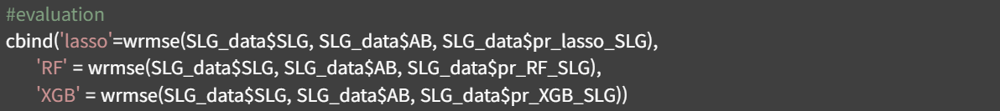 #evaluation
cbind('lasso'=wrmse(SLG_data$SLG, SLG_data$AB, SLG_data$pr_lasso_SLG),
'RF' = wrmse(SLG_data$SLG, SLG_data$AB, SLG_data$pr_RF_SLG),
'XGB' = wrmse(SLG_data$SLG, SLG_data$AB, SLG_data$pr_XGB_SLG))